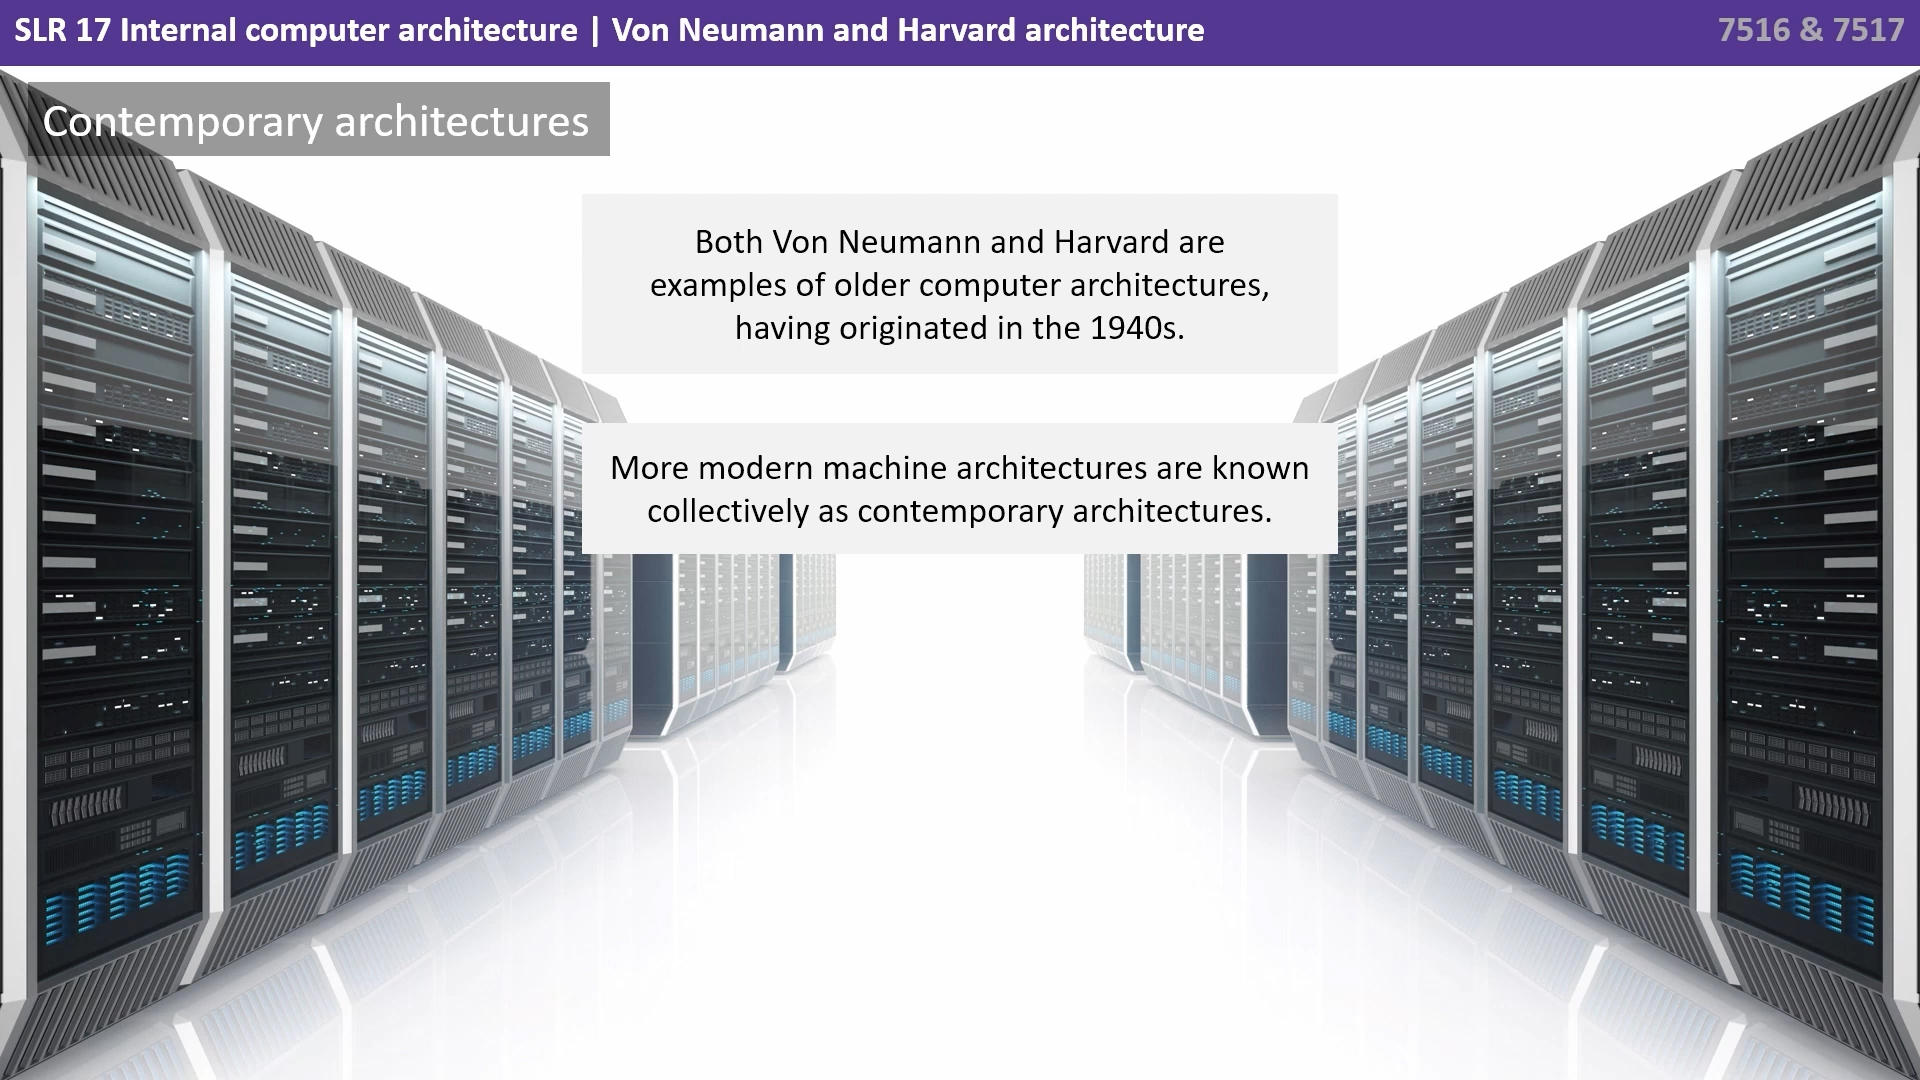 SLR 17 Internal computer architecture | Von Neumann and Harvard architecture
7516 & 7517
Contemporary architectures
Both Von Neumann and Harvard are
examples of older computer architectures,
having originated in the 1940s.
More modern machine architectures are known
collectively as contemporary architectures.